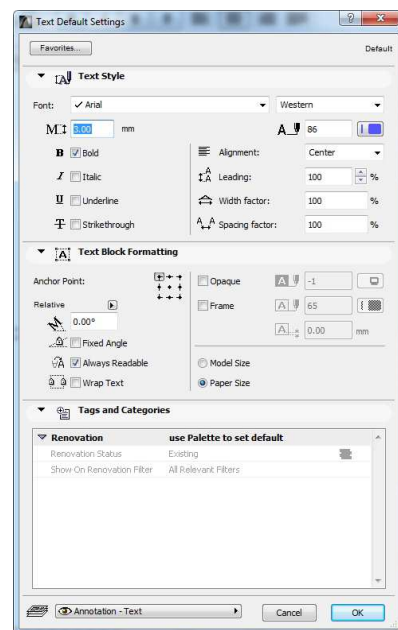 Text Default Settings
Favorites... Default
Text Style
Font: Arial Western
3.00 mm 86
B Bold Alignment: Center
I Italic Leading: 100 %
U Underline Width factor: 100 %
T Strikethrough Spacing factor: 100 %
Text Block Formatting
Anchor Point: Opaque -1
Relative Frame 65
0.00° 0.00 mm
Fixed Angle
Always Readable Model Size
Wrap Text Paper Size
Tags and Categories
Renovation use Palette to set default
Renovation Status Existing
Show On Renovation Filter All Relevant Filters
Annotation - Text Cancel OK